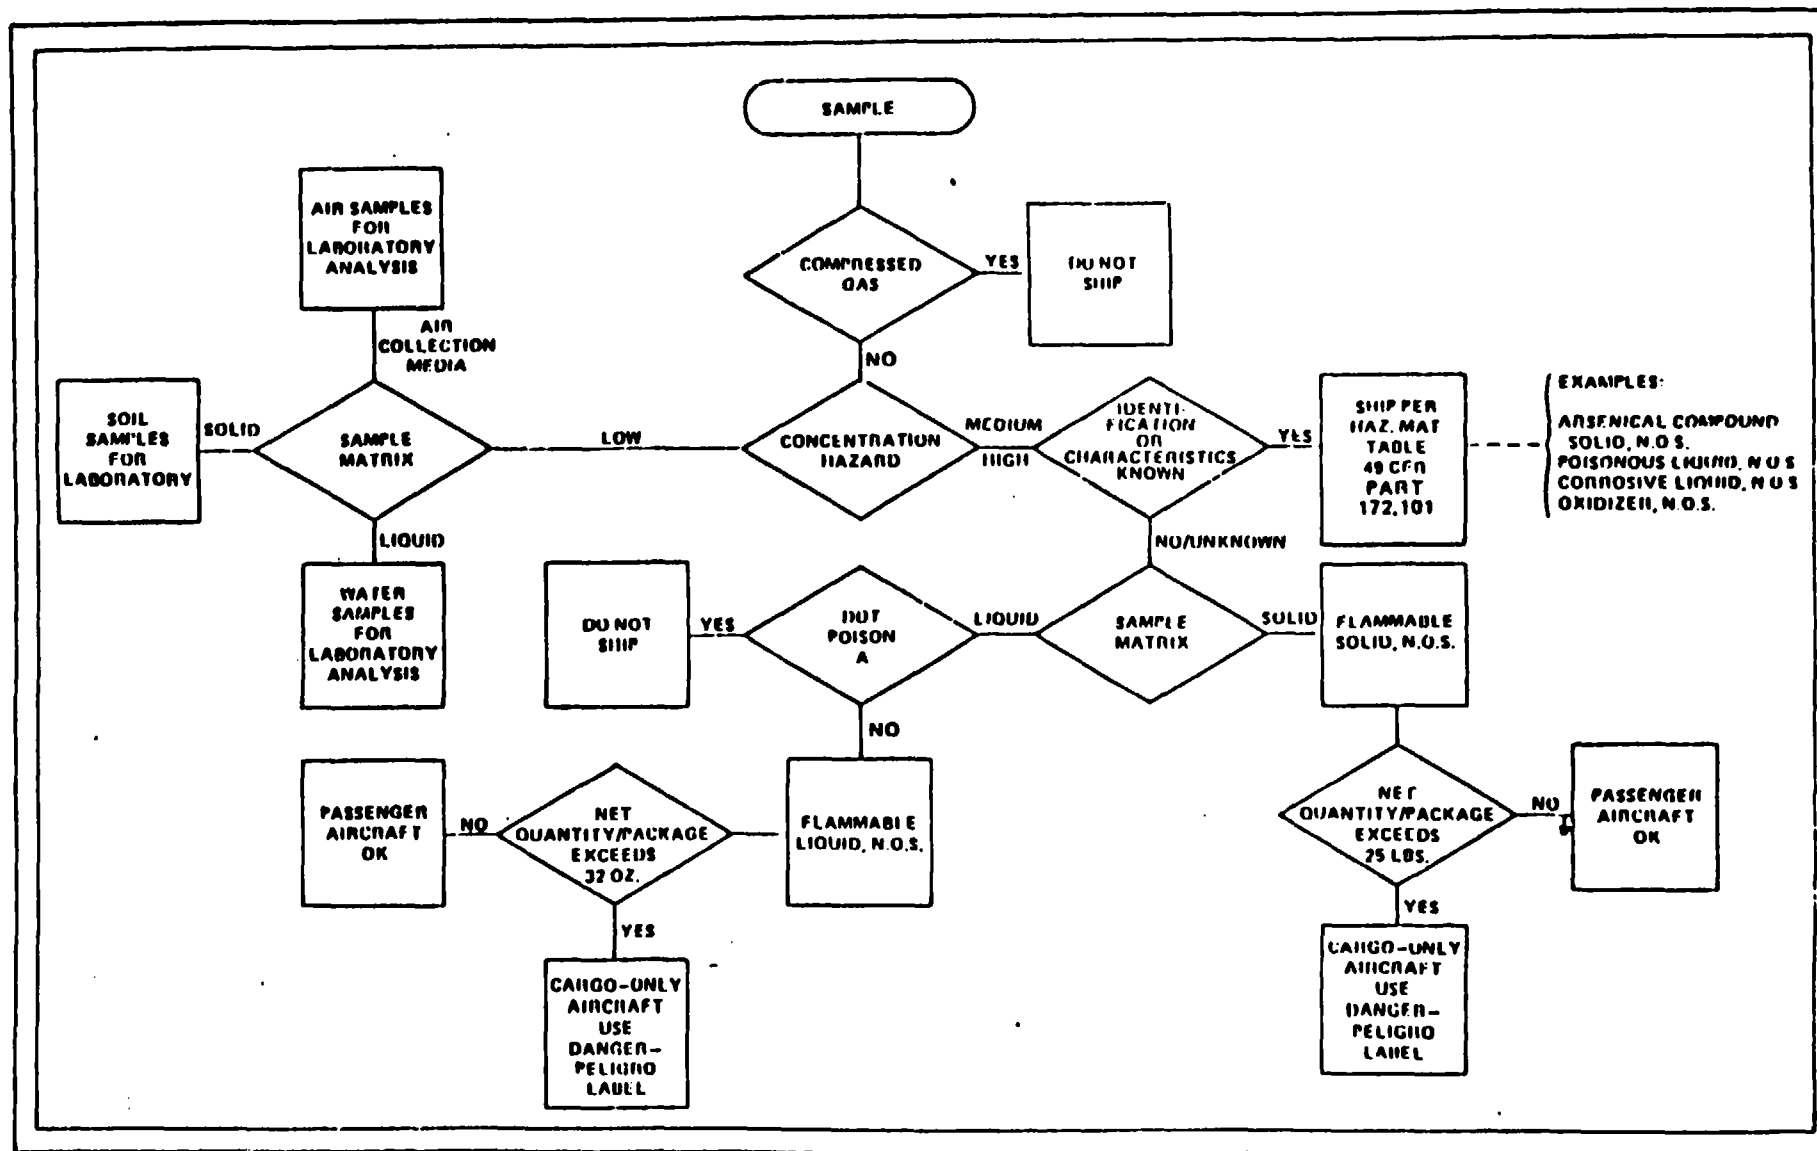 SAMPLE
COMPRESSED
GAS
YES
DO NOT
SHIP
NO
AIR SAMPLES
FOR
LABORATORY
ANALYSIS
AIR
COLLECTION
MEDIA
SOIL
SAMPLES
FOR
LABORATORY
SOLID
SAMPLE
MATRIX
LOW
CONCENTRATION
HAZARD
MEDIUM
HIGH
IDENTI-
FICATION
OR
CHARACTERISTICS
KNOWN
YES
SHIP PER
HAZ. MAT
TABLE
49 CFR
PART
172.101
EXAMPLES:
ARSENICAL COMPOUND
SOLID, N.O.S.
POISONOUS LIQUID, N.O.S
CORROSIVE LIQUID, N.O.S
OXIDIZER, N.O.S.
LIQUID
WATER
SAMPLES
FOR
LABORATORY
ANALYSIS
NO/UNKNOWN
DO NOT
SHIP
YES
DOT
POISON
A
LIQUID
SAMPLE
MATRIX
SOLID
FLAMMABLE
SOLID, N.O.S.
NO
PASSENGER
AIRCRAFT
OK
NO
NET
QUANTITY/PACKAGE
EXCEEDS
32 OZ.
FLAMMABLE
LIQUID, N.O.S.
YES
CARGO-ONLY
AIRCRAFT
USE
DANGER-
PELIGRO
LABEL
NET
QUANTITY/PACKAGE
EXCEEDS
25 LBS.
NO
PASSENGER
AIRCRAFT
OK
YES
CARGO-ONLY
AIRCRAFT
USE
DANGER-
PELIGRO
LABEL